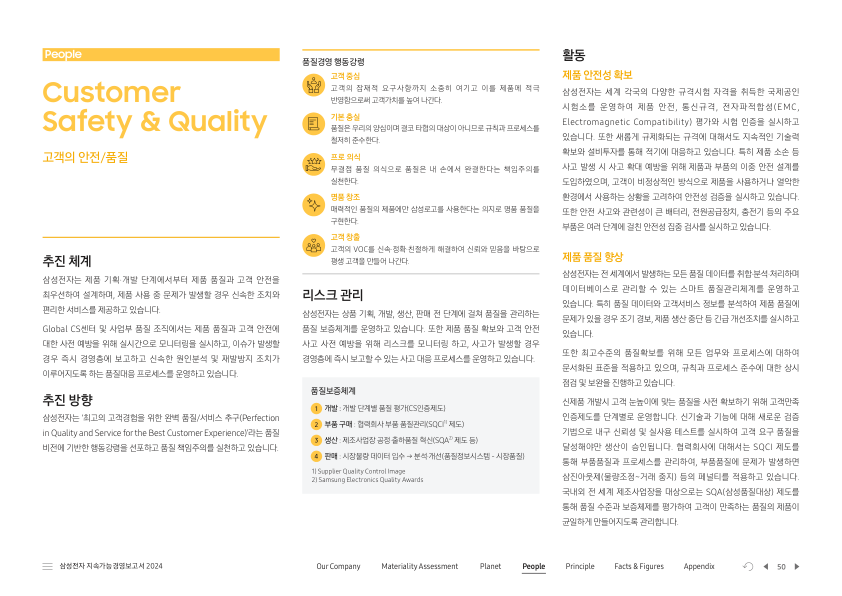 People
Customer
Safety & Quality
고객의 안전/품질
추진 체계
삼성전자는 제품 기획·개발 단계에서부터 제품 품질과 고객 안전을
최우선하여 설계하며, 제품 사용 중 문제가 발생할 경우 신속한 조치와
편리한 서비스를 제공하고 있습니다.
Global CS센터 및 사업부 품질 조직에서는 제품 품질과 고객 안전에
대한 사전 예방을 위해 실시간으로 모니터링을 실시하고, 이슈가 발생할
경우 즉시 경영층에 보고하고 신속한 원인분석 및 재발방지 조치가
이루어지도록 하는 품질대응 프로세스를 운영하고 있습니다.
추진 방향
삼성전자는 '최고의 고객경험을 위한 완벽 품질/서비스 추구(Perfection
in Quality and Service for the Best Customer Experience)'라는 품질
비전에 기반한 행동강령을 선포하고 품질 책임주의를 실천하고 있습니다.
품질경영 행동강령
고객 중심
고객의 잠재적 요구사항까지 소중히 여기고 이를 제품에 적극
반영함으로써 고객가치를 높여 나간다.
기본 충실
품질은 우리의 양심이며 결코 타협의 대상이 아니므로 규칙과 프로세스를
철저히 준수한다.
프로 의식
무결점 품질 의식으로 품질은 내 손에서 완결한다는 책임주의를
실천한다.
명품 창조
매력적인 품질의 제품에만 삼성로고를 사용한다는 의지로 명품 품질을
구현한다.
고객 창출
고객의 VOC를 신속·정확·친절하게 해결하여 신뢰와 믿음을 바탕으로
평생 고객을 만들어 나간다.
리스크 관리
삼성전자는 상품 기획, 개발, 생산, 판매 전 단계에 걸쳐 품질을 관리하는
품질 보증체계를 운영하고 있습니다. 또한 제품 품질 확보와 고객 안전
사고 사전 예방을 위해 리스크를 모니터링 하고, 사고가 발생할 경우
경영층에 즉시 보고할 수 있는 사고 대응 프로세스를 운영하고 있습니다.
품질보증체계
1 개발 : 개발 단계별 품질 평가(CS인증제도)
2 부품 구매 : 협력회사 부품 품질관리(SQCI1) 제도)
3 생산 : 제조사업장 공정·출하품질 혁신(SQA2) 제도 등)
4 판매 : 시장불량 데이터 입수 → 분석·개선(품질정보시스템 - 시장품질)
1) Supplier Quality Control Image
2) Samsung Electronics Quality Awards
활동
제품 안전성 확보
삼성전자는 세계 각국의 다양한 규격시험 자격을 취득한 국제공인
시험소를 운영하여 제품 안전, 통신규격, 전자파적합성(EMC,
Electromagnetic Compatibility) 평가와 시험 인증을 실시하고
있습니다. 또한 새롭게 규제화되는 규격에 대해서도 지속적인 기술력
확보와 설비투자를 통해 적기에 대응하고 있습니다. 특히 제품 소손 등
사고 발생 시 사고 확대 예방을 위해 제품과 부품의 이중 안전 설계를
도입하였으며, 고객이 비정상적인 방식으로 제품을 사용하거나 열악한
환경에서 사용하는 상황을 고려하여 안전성 검증을 실시하고 있습니다.
또한 안전 사고와 관련성이 큰 배터리, 전원공급장치, 충전기 등의 주요
부품은 여러 단계에 걸친 안전성 집중 검사를 실시하고 있습니다.
제품 품질 향상
삼성전자는 전 세계에서 발생하는 모든 품질 데이터를 취합·분석 처리하며
데이터베이스로 관리할 수 있는 스마트 품질관리체계를 운영하고
있습니다. 특히 품질 데이터와 고객서비스 정보를 분석하여 제품 품질에
문제가 있을 경우 조기 경보, 제품 생산 중단 등 긴급 개선조치를 실시하고
있습니다.
또한 최고수준의 품질확보를 위해 모든 업무와 프로세스에 대하여
문서화된 표준을 적용하고 있으며, 규칙과 프로세스 준수에 대한 상시
점검 및 보완을 진행하고 있습니다.
신제품 개발시 고객 눈높이에 맞는 품질을 사전 확보하기 위해 고객만족
인증제도를 단계별로 운영합니다. 신기술과 기능에 대해 새로운 검증
기법으로 내구 신뢰성 및 실사용 테스트를 실시하여 고객 요구 품질을
달성해야만 생산이 승인됩니다. 협력회사에 대해서는 SQCI 제도를
통해 부품품질과 프로세스를 관리하여, 부품품질에 문제가 발생하면
삼진아웃제(물량조정~거래 중지) 등의 페널티를 적용하고 있습니다.
국내외 전 세계 제조사업장을 대상으로는 SQA(삼성품질대상) 제도를
통해 품질 수준과 보증체제를 평가하여 고객이 만족하는 품질의 제품이
균일하게 만들어지도록 관리합니다.
삼성전자 지속가능경영보고서 2024
Our Company Materiality Assessment Planet People Principle Facts & Figures Appendix 50